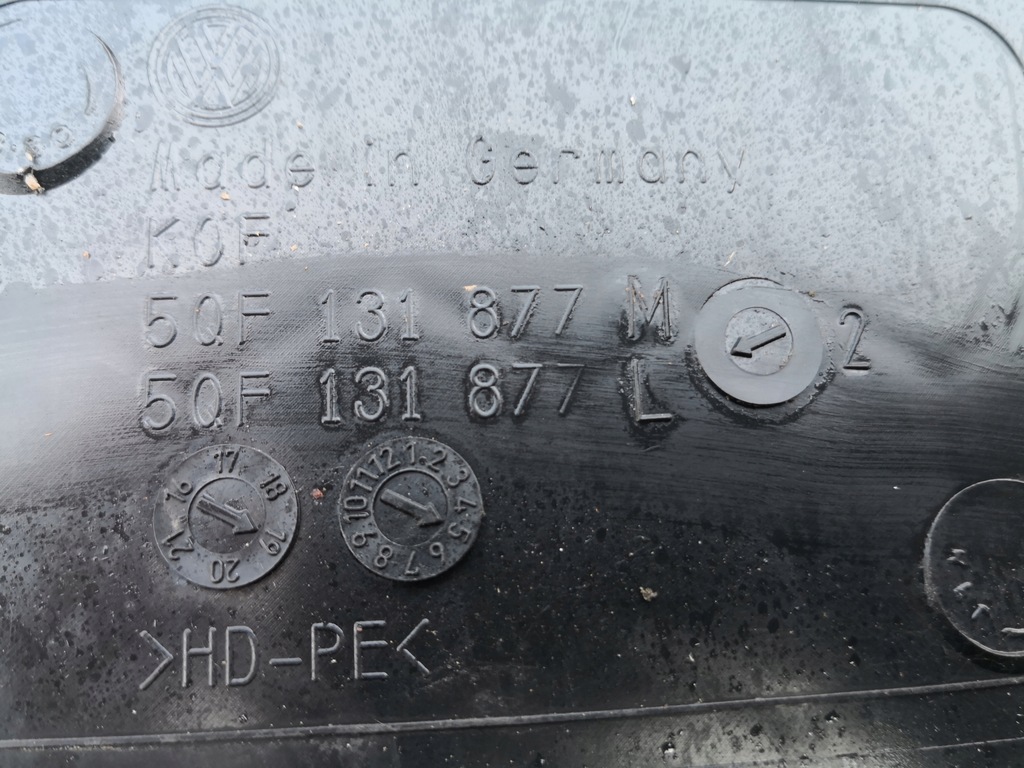 VW
Made in Germany
KOF
5QF 131 877 M 2
5QF 131 877 L
16 17 18 19 20 21
1 2 3 4 5 6 7 8 9 10 11 12
>HD-PE<